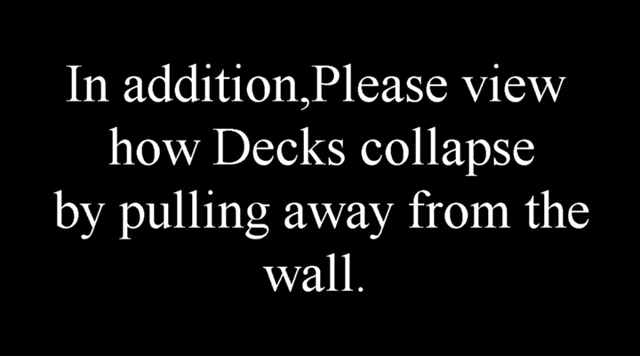 In addition,Please view
how Decks collapse
by pulling away from the
wall.